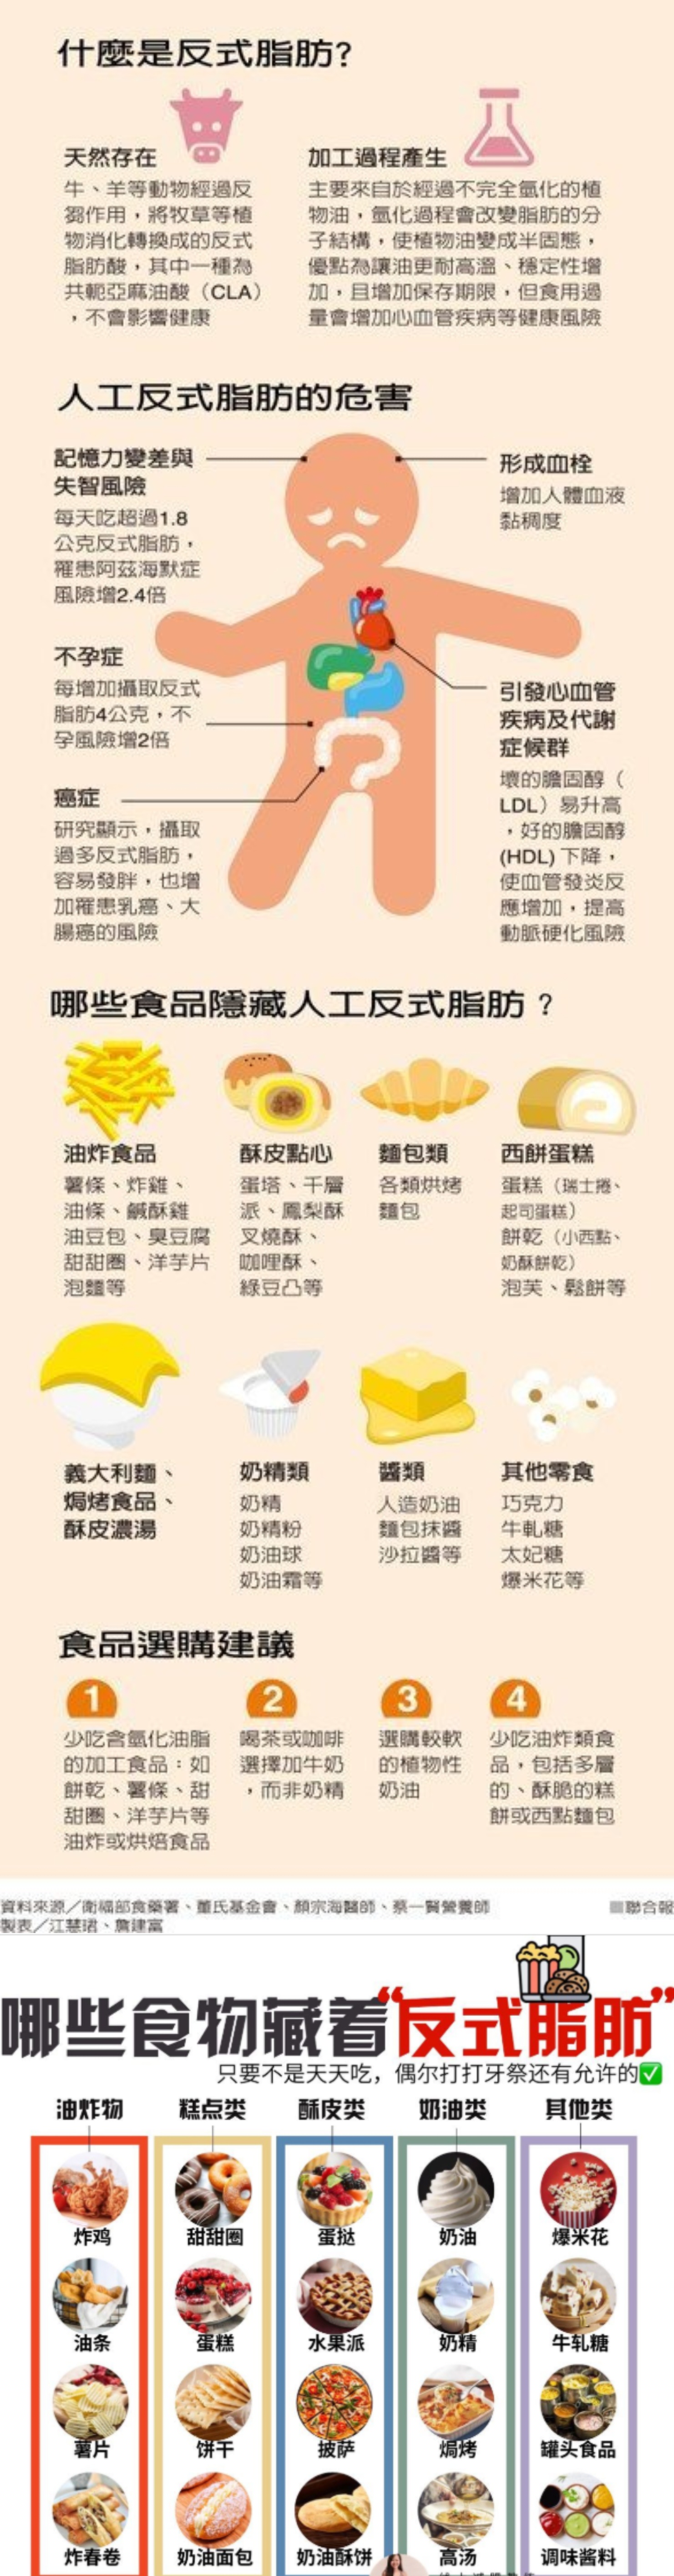 什麼是反式脂肪?
天然存在
牛、羊等動物經過反
芻作用，將牧草等植
物消化轉換成的反式
脂肪酸，其中一種為
共軛亞麻油酸（CLA）
，不會影響健康
加工過程產生
主要來自於經過不完全氫化的植
物油，氫化過程會改變脂肪的分
子結構，使植物油變成半固態，
優點為讓油更耐高溫、穩定性增
加，且增加保存期限，但食用過
量會增加心血管疾病等健康風險
人工反式脂肪的危害
記憶力變差與
失智風險
每天吃超過1.8
公克反式脂肪，
罹患阿茲海默症
風險增2.4倍
形成血栓
增加人體血液
黏稠度
不孕症
每增加攝取反式
脂肪4公克，不
孕風險增2倍
引發心血管
疾病及代謝
症候群
壞的膽固醇（
LDL）易升高
，好的膽固醇
(HDL) 下降，
使血管發炎反
應增加，提高
動脈硬化風險
癌症
研究顯示，攝取
過多反式脂肪，
容易發胖，也增
加罹患乳癌、大
腸癌的風險
哪些食品隱藏人工反式脂肪？
油炸食品
薯條、炸雞、
油條、鹹酥雞
油豆包、臭豆腐
甜甜圈、洋芋片
泡麵等
酥皮點心
蛋塔、千層
派、鳳梨酥
叉燒酥、
咖哩酥、
綠豆凸等
麵包類
各類烘烤
麵包
西餅蛋糕
蛋糕（瑞士捲、
起司蛋糕）
餅乾（小西點、
奶酥餅乾）
泡芙、鬆餅等
義大利麵、
焗烤食品、
酥皮濃湯
奶精類
奶精
奶精粉
奶油球
奶油霜等
醬類
人造奶油
麵包抹醬
沙拉醬等
其他零食
巧克力
牛軋糖
太妃糖
爆米花等
食品選購建議
1
少吃含氫化油脂
的加工食品：如
餅乾、薯條、甜
甜圈、洋芋片等
油炸或烘焙食品
2
喝茶或咖啡
選擇加牛奶
，而非奶精
3
選購較軟
的植物性
奶油
4
少吃油炸類食
品，包括多層
的、酥脆的糕
餅或西點麵包
資料來源／衛福部食藥署、董氏基金會、顏宗海醫師、蔡一賢營養師
製表／江慧珺、詹建富
■聯合報
哪些食物藏着“反式脂肪”
只要不是天天吃，偶尔打打牙祭还有允许的✅
油炸物
糕点类
酥皮类
奶油类
其他类
炸鸡
甜甜圈
蛋挞
奶油
爆米花
油条
蛋糕
水果派
奶精
牛轧糖
薯片
饼干
披萨
焗烤
罐头食品
炸春卷
奶油面包
奶油酥饼
高汤
调味酱料